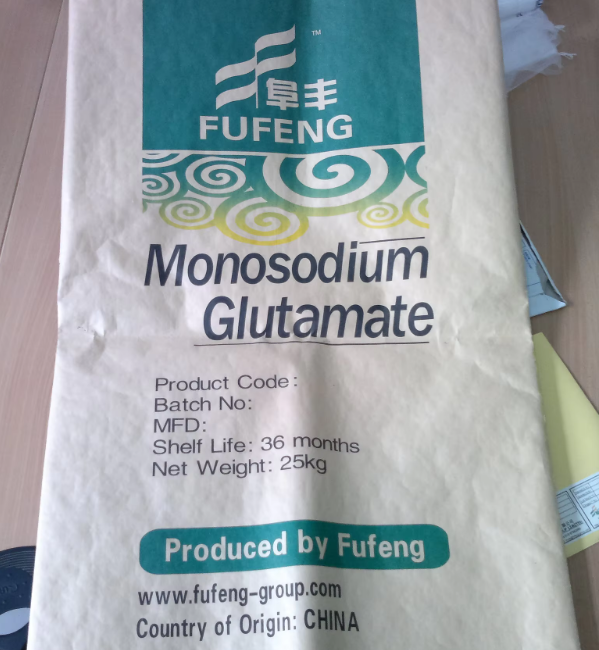 TM
阜丰
FUFENG
Monosodium
Glutamate
Product Code:
Batch No:
MFD:
Shelf Life: 36 months
Net Weight: 25kg
Produced by Fufeng
www.fufeng-group.com
Country of Origin: CHINA